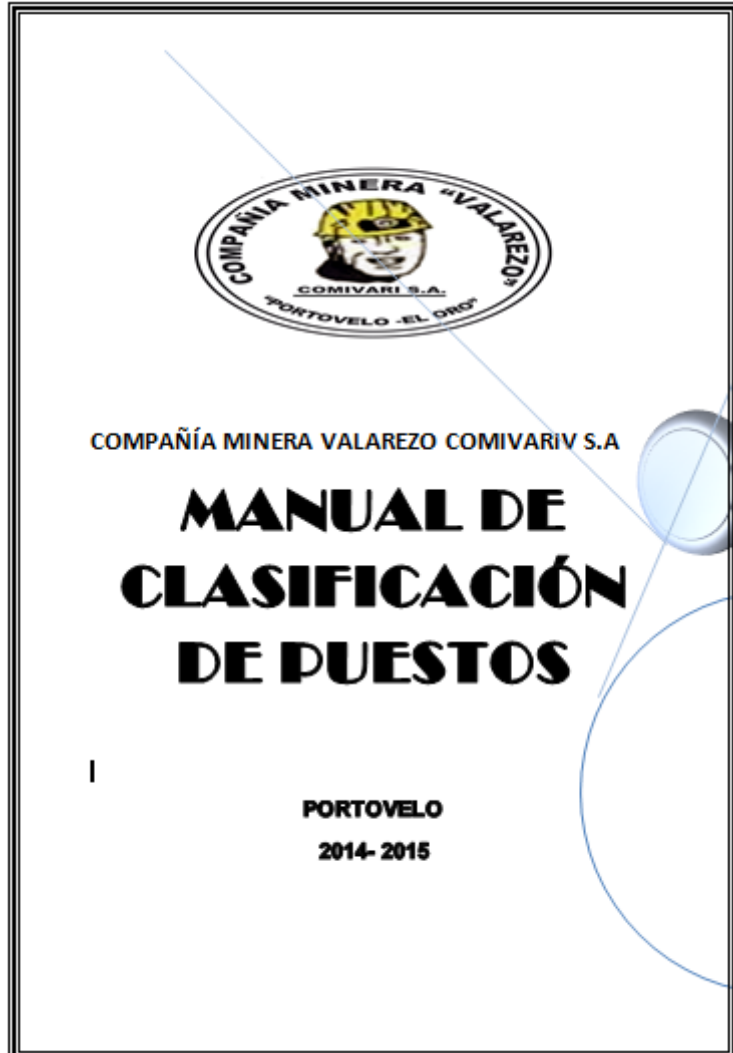 COMPAÑIA MINERA "VALAREZO"
COMIVARI S.A.
"PORTOVELO -EL ORO"
COMPAÑÍA MINERA VALAREZO COMIVARIV S.A
MANUAL DE
CLASIFICACIÓN
DE PUESTOS
PORTOVELO
2014- 2015